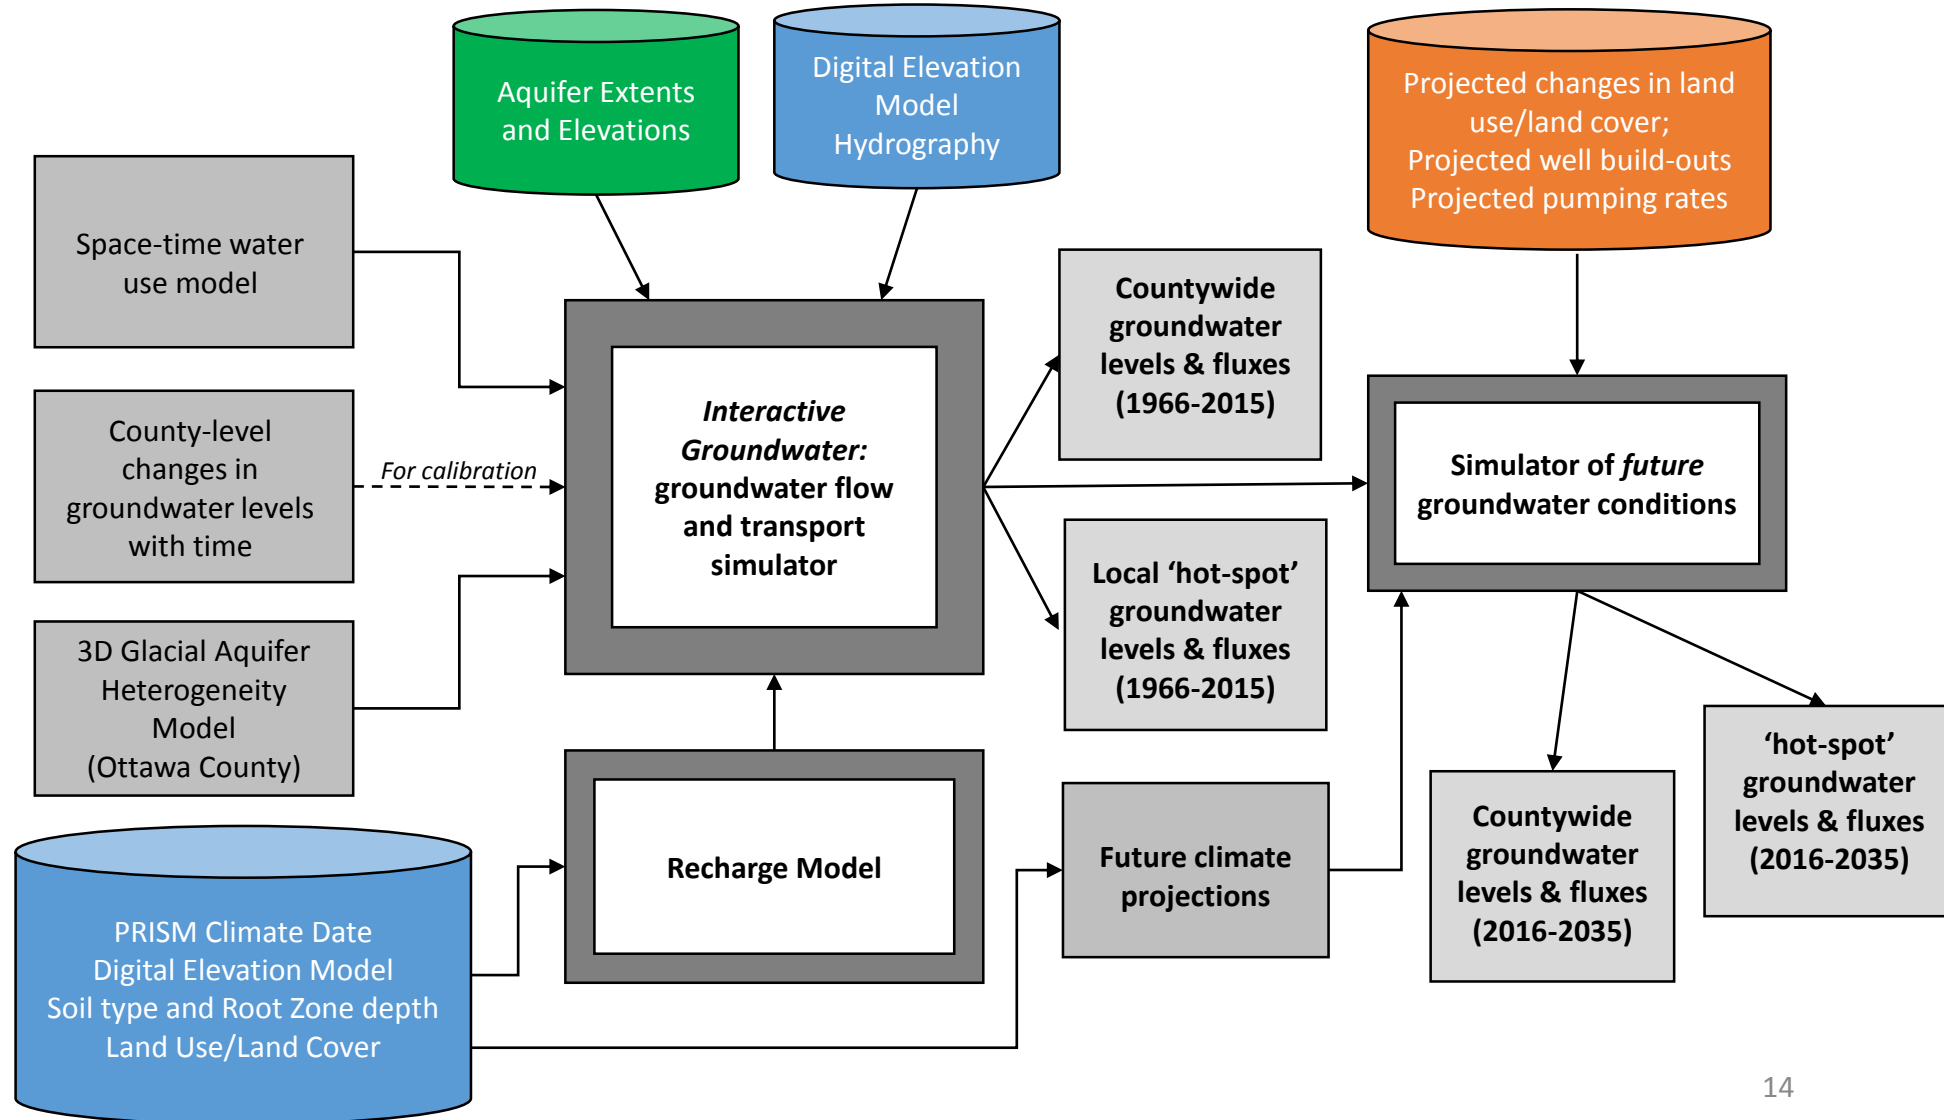 Aquifer Extents
and Elevations
Digital Elevation
Model
Hydrography
Projected changes in land
use/land cover;
Projected well build-outs
Projected pumping rates
Space-time water
use model
County-level
changes in
groundwater levels
with time
For calibration
3D Glacial Aquifer
Heterogeneity
Model
(Ottawa County)
Interactive
Groundwater:
groundwater flow
and transport
simulator
Countywide
groundwater
levels & fluxes
(1966-2015)
Local ‘hot-spot’
groundwater
levels & fluxes
(1966-2015)
Simulator of future
groundwater conditions
PRISM Climate Date
Digital Elevation Model
Soil type and Root Zone depth
Land Use/Land Cover
Recharge Model
Future climate
projections
Countywide
groundwater
levels & fluxes
(2016-2035)
‘hot-spot’
groundwater
levels & fluxes
(2016-2035)
14